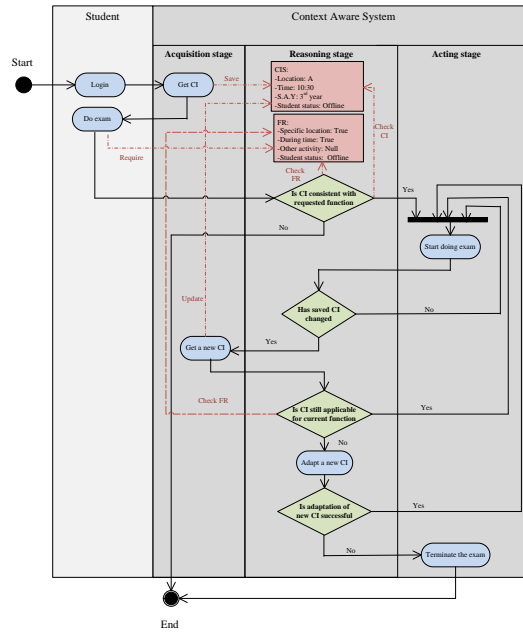 Student
Context Aware System
Acquisition stage
Reasoning stage
Acting stage
Start
Login
Get CI
Save
CIS:
-Location: A
-Time: 10:30
-S.A.Y: 3rd year
-Student status: Offline
Do exam
FR:
-Specific location: True
-During time: True
-Other activity: Null
-Student status: Offline
Check
CI
Require
Check
FR
Is CI consistent with
requested function
Yes
No
Start doing exam
Update
Has saved CI
changed
No
Yes
Get a new CI
Check FR
Is CI still applicable
for current function
Yes
No
Adapt a new CI
Is adaptation of
new CI successful
Yes
No
Terminate the exam
End